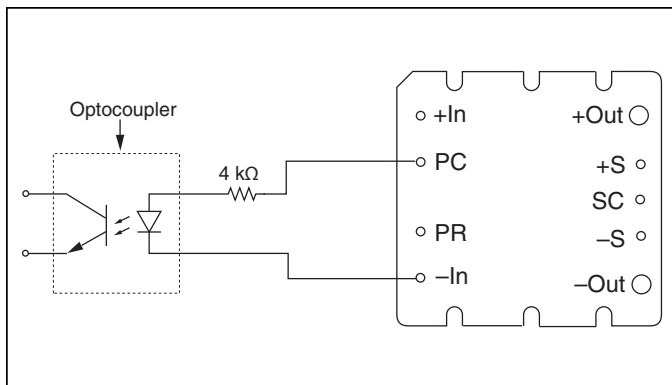 Optocoupler
4 kΩ
+In
PC
PR
–In
+Out
+S
SC
–S
–Out